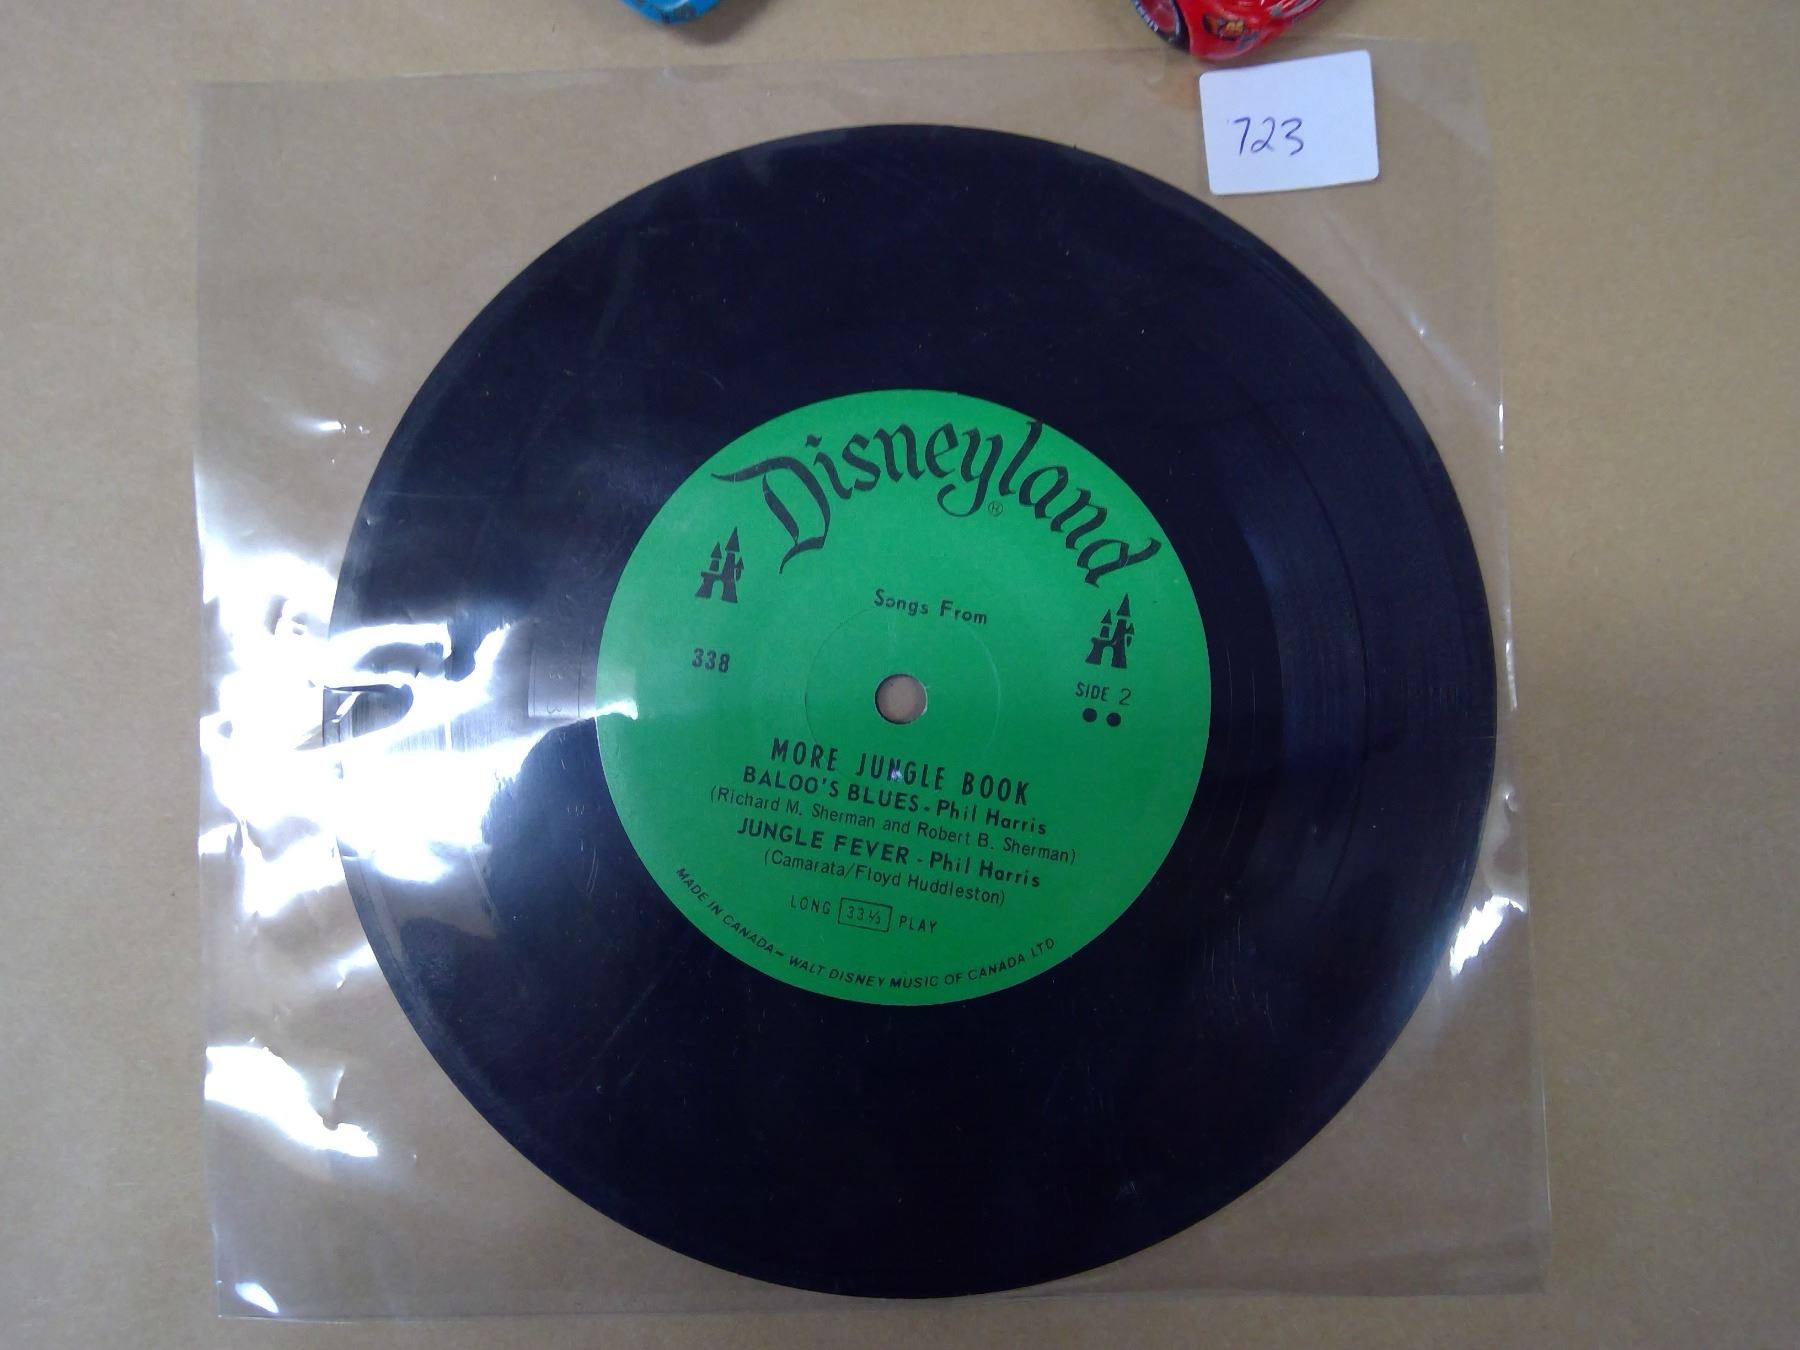 723
Disneyland
®
Songs From
338
SIDE 2
MORE JUNGLE BOOK
BALOO'S BLUES - Phil Harris
(Richard M. Sherman and Robert B. Sherman)
JUNGLE FEVER - Phil Harris
(Camarata/Floyd Huddleston)
LONG 33⅓ PLAY
MADE IN CANADA - WALT DISNEY MUSIC OF CANADA LTD.